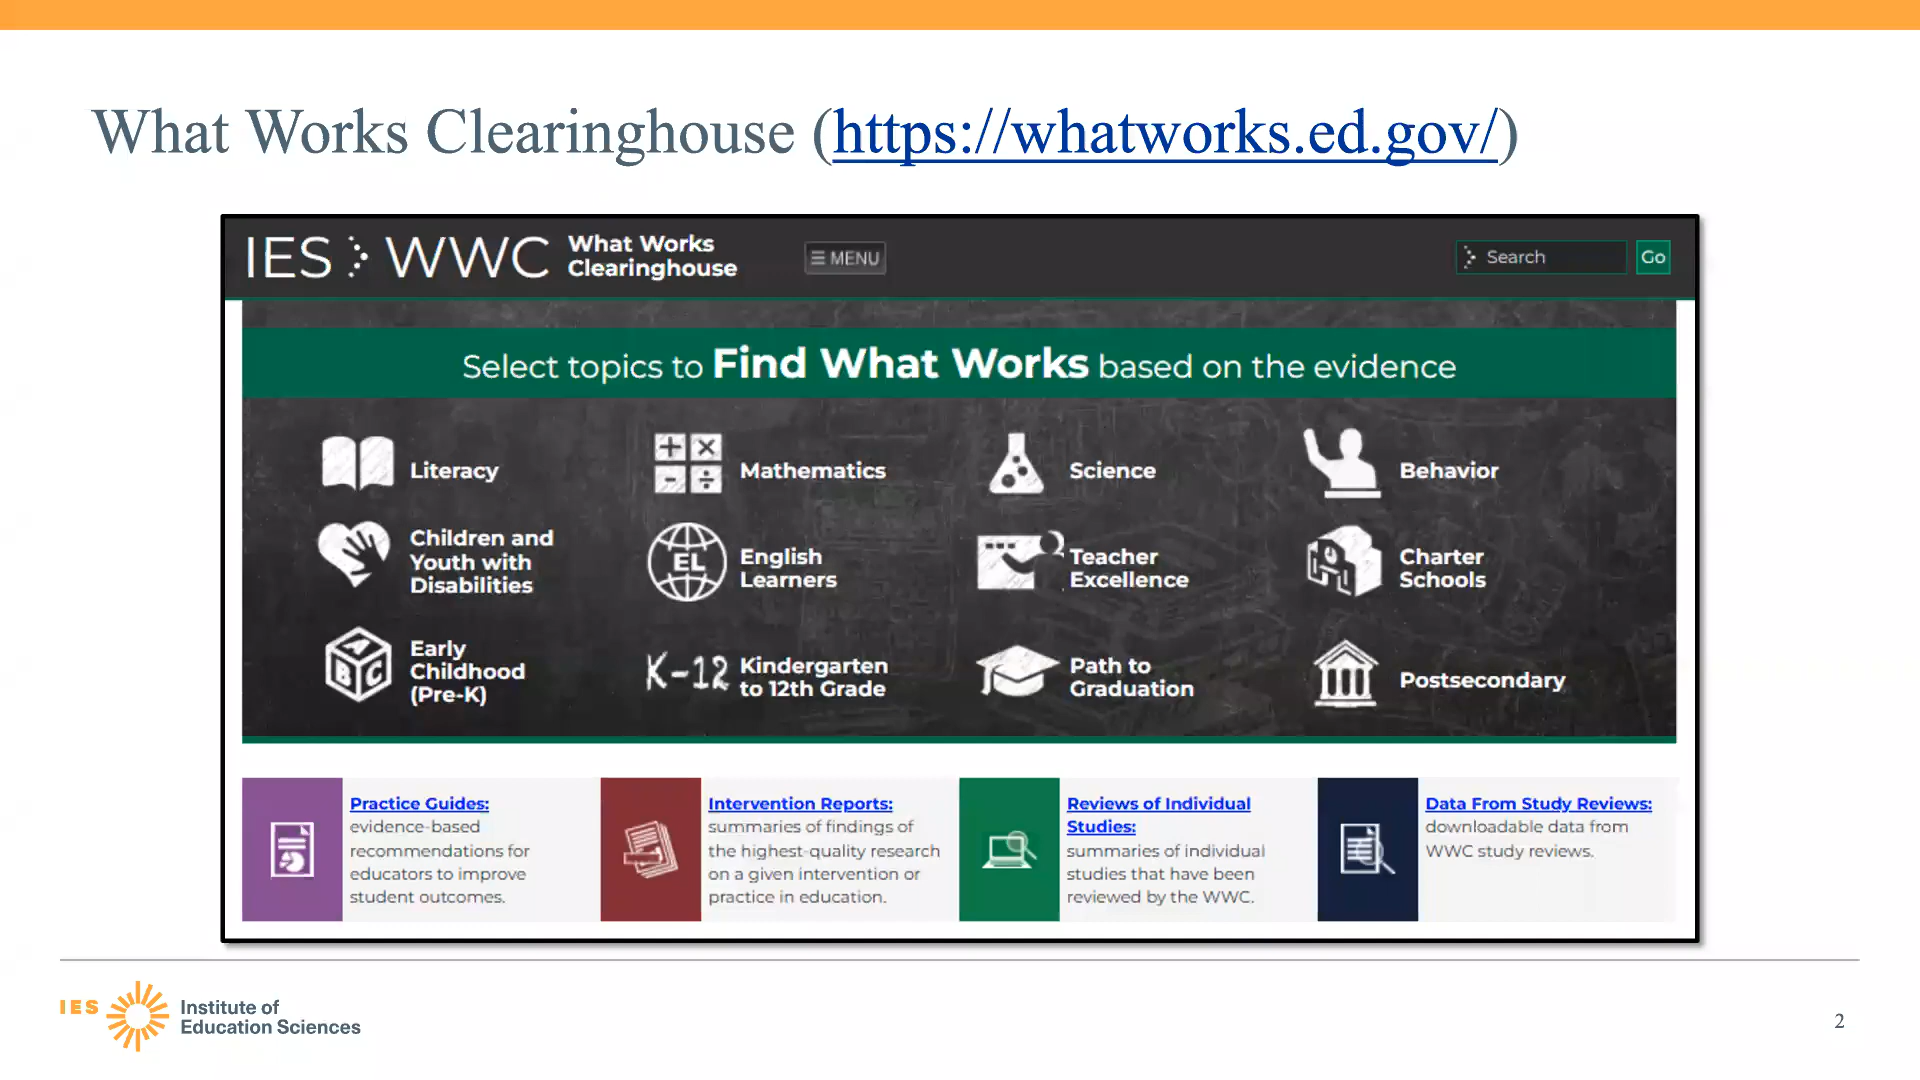 What Works Clearinghouse (https://whatworks.ed.gov/)
IES WWC What Works
Clearinghouse
MENU
Search
Go
Select topics to Find What Works based on the evidence
Literacy
+ × - ÷
Mathematics
Science
Behavior
Children and
Youth with
Disabilities
EL
English
Learners
Teacher
Excellence
Charter
Schools
A B C
Early
Childhood
(Pre-K)
K-12
Kindergarten
to 12th Grade
Path to
Graduation
Postsecondary
Practice Guides:
evidence-based
recommendations for
educators to improve
student outcomes.
Intervention Reports:
summaries of findings of
the highest-quality research
on a given intervention or
practice in education.
Reviews of Individual
Studies:
summaries of individual
studies that have been
reviewed by the WWC.
Data From Study Reviews:
downloadable data from
WWC study reviews.
IES
Institute of
Education Sciences
2